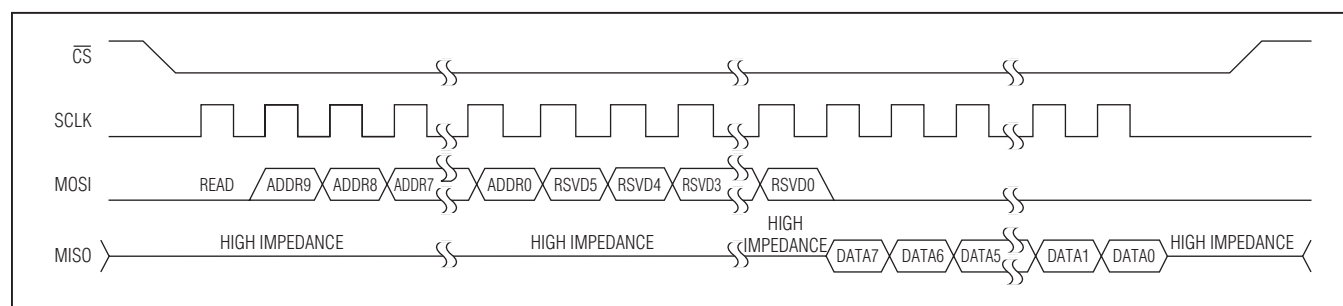 CS
SCLK
MOSI READ ADDR9 ADDR8 ADDR7 ADDR0 RSVD5 RSVD4 RSVD3 RSVD0
MISO HIGH IMPEDANCE HIGH IMPEDANCE HIGH
IMPEDANCE DATA7 DATA6 DATA5 DATA1 DATA0 HIGH IMPEDANCE